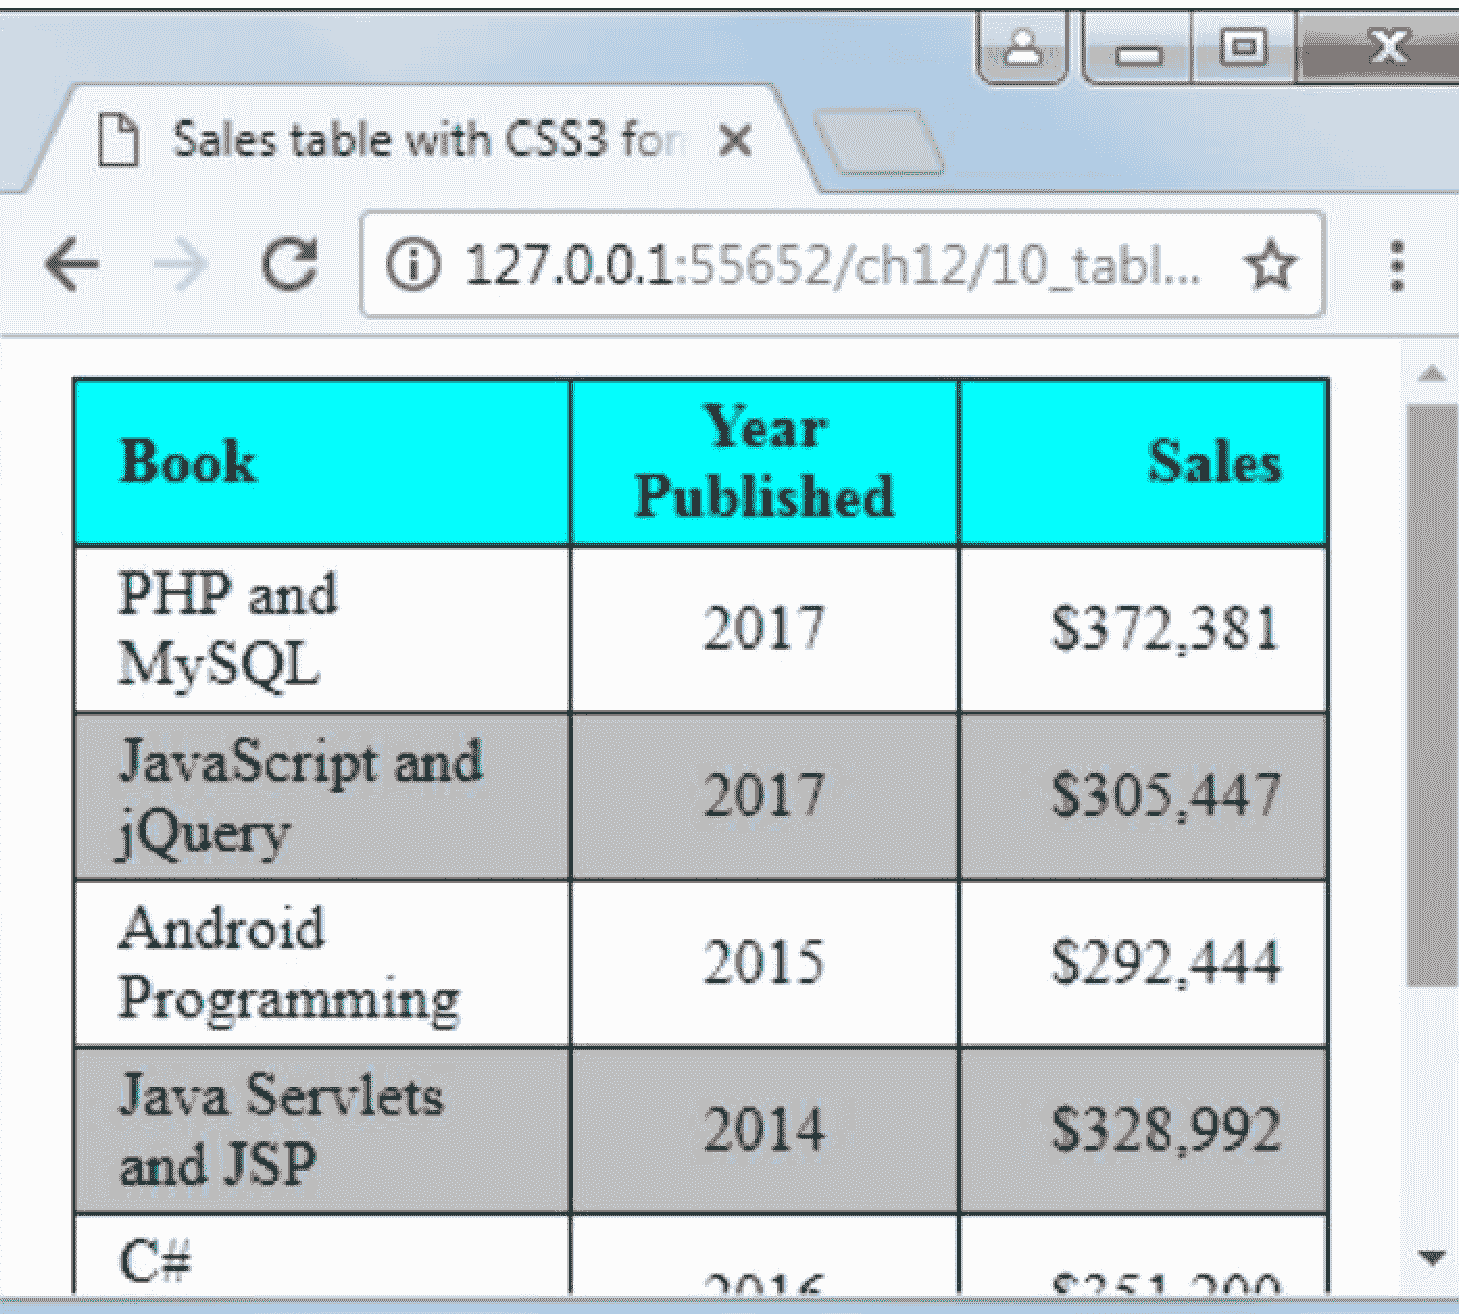 Sales table with CSS3 for
127.0.0.1:55652/ch12/10_tabl...
Book
Year
Published
Sales
PHP and
MySQL
2017
$372,381
JavaScript and
jQuery
2017
$305,447
Android
Programming
2015
$292,444
Java Servlets
and JSP
2014
$328,992
C#
2016